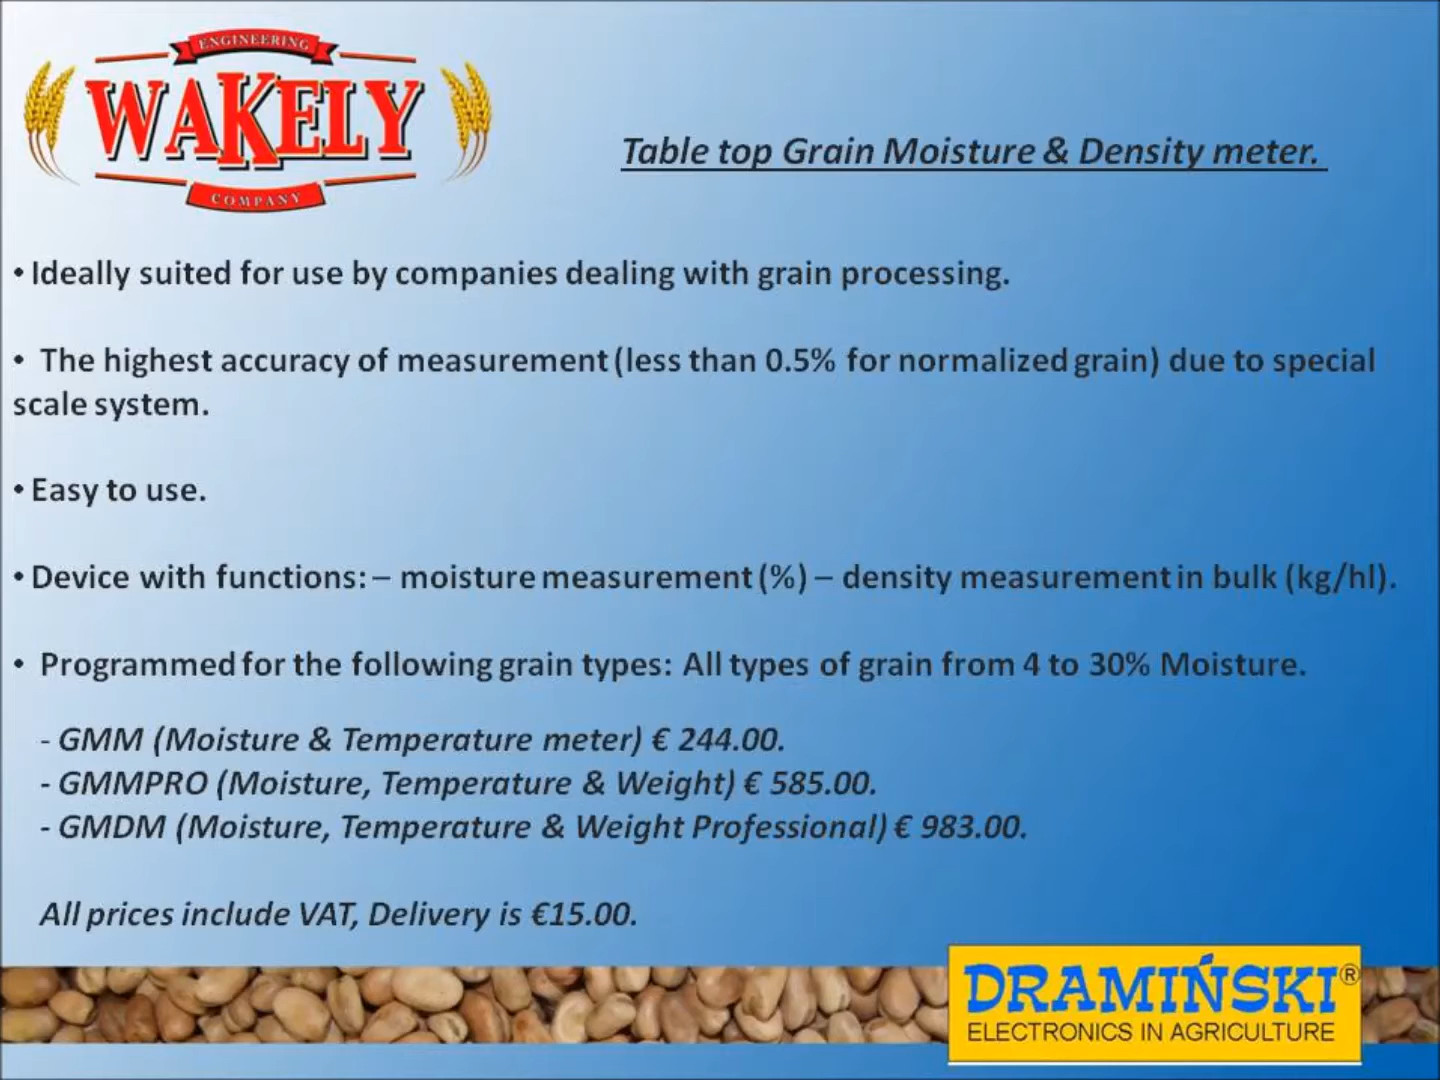 ENGINEERING
WAKELY
COMPANY
Table top Grain Moisture & Density meter.
• Ideally suited for use by companies dealing with grain processing.
• The highest accuracy of measurement (less than 0.5% for normalized grain) due to special
scale system.
• Easy to use.
• Device with functions: – moisture measurement (%) – density measurement in bulk (kg/hl).
• Programmed for the following grain types: All types of grain from 4 to 30% Moisture.
- GMM (Moisture & Temperature meter) € 244.00.
- GMMPRO (Moisture, Temperature & Weight) € 585.00.
- GMDM (Moisture, Temperature & Weight Professional) € 983.00.
All prices include VAT, Delivery is €15.00.
DRAMIŃSKI®
ELECTRONICS IN AGRICULTURE